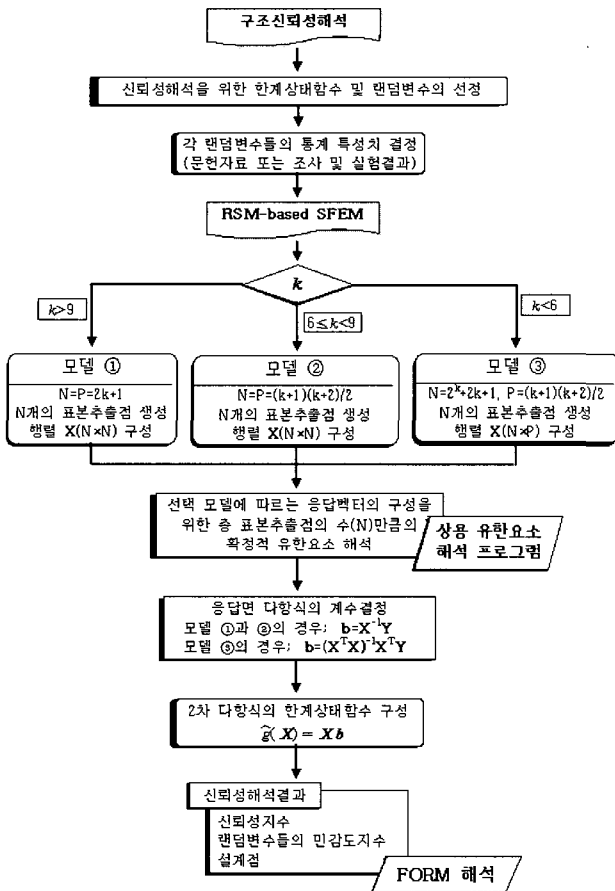 구조신뢰성해석
신뢰성해석을 위한 한계상태함수 및 랜덤변수의 선정
각 랜덤변수들의 통계 특성치 결정
(문헌자료 또는 조사 및 실험결과)
RSM-based SFEM
k
k>9
6≤k<9
k<6
모델 ①
N=P=2k+1
N개의 표본추출점 생성
행렬 X(N×N) 구성
모델 ②
N=P=(k+1)(k+2)/2
N개의 표본추출점 생성
행렬 X(N×N) 구성
모델 ③
N=2^k+2k+1, P=(k+1)(k+2)/2
N개의 표본추출점 생성
행렬 X(N×P) 구성
선택 모델에 따르는 응답벡터의 구성을
위한 총 표본추출점의 수(N)만큼의
확정적 유한요소 해석
상용 유한요소
해석 프로그램
응답면 다항식의 계수결정
모델 ①과 ②의 경우; b=X⁻¹Y
모델 ③의 경우; b=(XᵀX)⁻¹XᵀY
2차 다항식의 한계상태함수 구성
g̃(X) = Xb
신뢰성해석결과
신뢰성지수
랜덤변수들의 민감도지수
설계점
FORM 해석